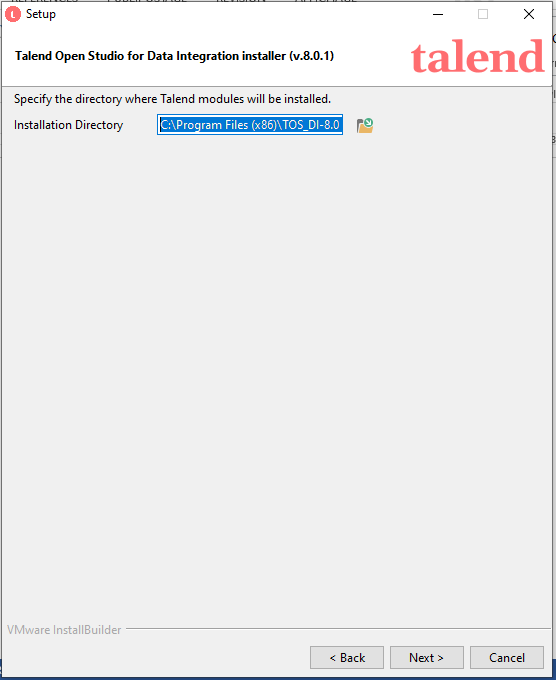 Setup
Talend Open Studio for Data Integration installer (v.8.0.1)
talend
Specify the directory where Talend modules will be installed.
Installation Directory C:\Program Files (x86)\TOS_DI-8.0
VMware InstallBuilder
< Back Next > Cancel